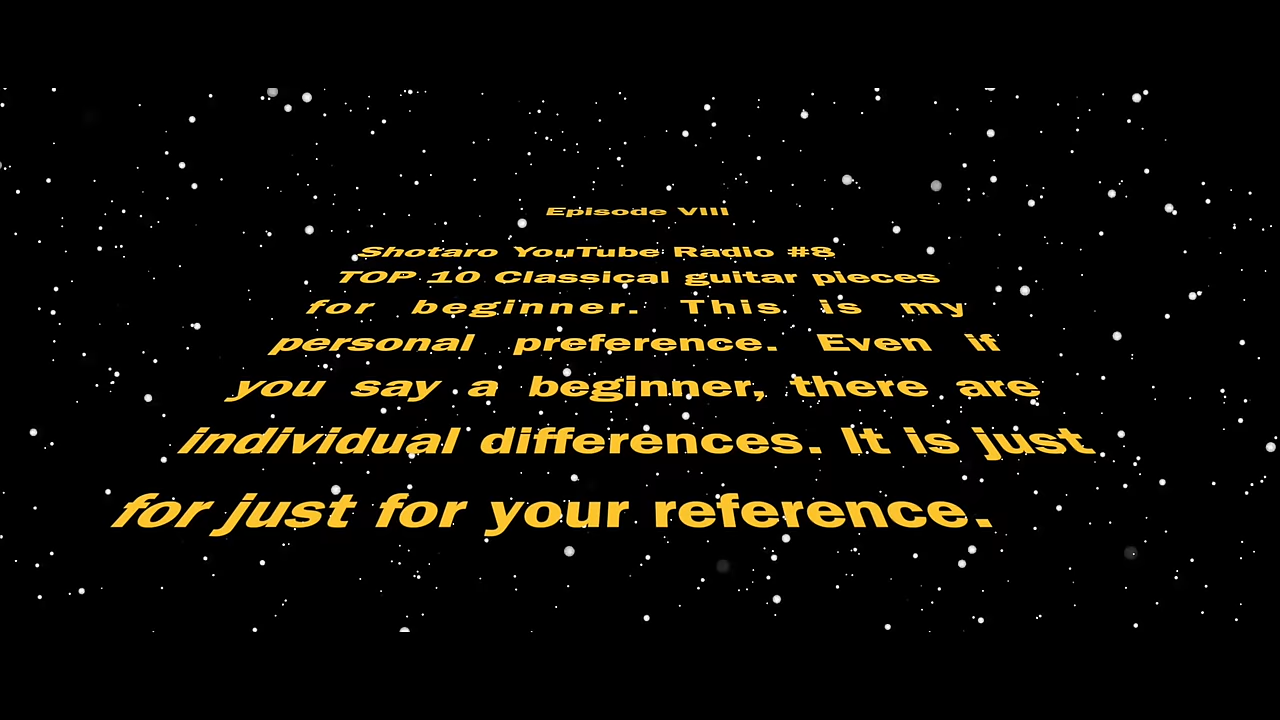 Episode VIII
Shotaro YouTube Radio #8
TOP 10 Classical guitar pieces
for beginner. This is my
personal preference. Even if
you say a beginner, there are
individual differences. It is just
for just for your reference.